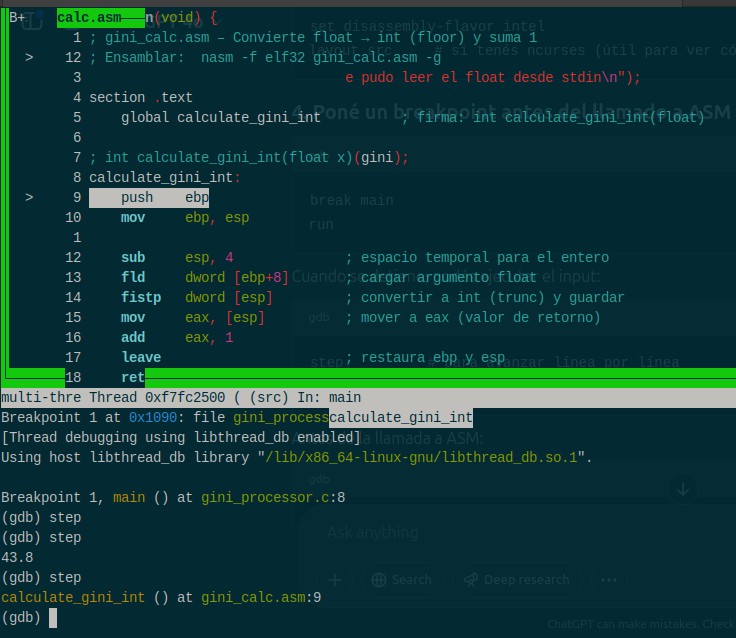 B+ calc.asm n(void) {
1 ; gini_calc.asm – Convierte float → int (floor) y suma 1
> 12 ; Ensamblar: nasm -f elf32 gini_calc.asm -g
3 e pudo leer el float desde stdin\n");
4 section .text
5 global calculate_gini_int ; firma: int calculate_gini_int(float)
6
7 ; int calculate_gini_int(float x)(gini);
8 calculate_gini_int:
> 9 push ebp
10 mov ebp, esp
1
12 sub esp, 4 ; espacio temporal para el entero
13 fld dword [ebp+8] ; cargar argumento float
14 fistp dword [esp] ; convertir a int (trunc) y guardar
15 mov eax, [esp] ; mover a eax (valor de retorno)
16 add eax, 1
17 leave ; restaura ebp y esp
18 ret
multi-thre Thread 0xf7fc2500 ( (src) In: main
Breakpoint 1 at 0x1090: file gini_processcalculate_gini_int
[Thread debugging using libthread_db enabled]
Using host libthread_db library "/lib/x86_64-linux-gnu/libthread_db.so.1".
Breakpoint 1, main () at gini_processor.c:8
(gdb) step
(gdb) step
43.8
(gdb) step
calculate_gini_int () at gini_calc.asm:9
(gdb)
set disassembly-flavor intel
layout src # si tenés ncurses (útil para ver có
4. Poné un breakpoint antes del llamado a ASM
break main
run
gdb
step # para avanzar línea por línea
la llamada a ASM:
gdb
Ask anything
Search
Deep research
ChatGPT can make mistakes. Check